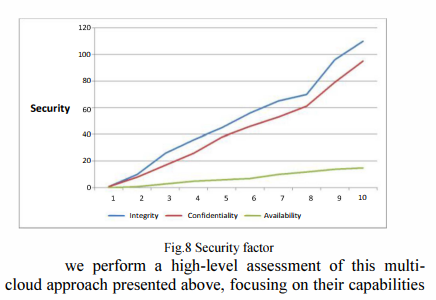 120
100
80
60
40
20
0
Security
1 2 3 4 5 6 7 8 9 10
Integrity Confidentiality Availability
Fig.8 Security factor
we perform a high-level assessment of this multi-
cloud approach presented above, focusing on their capabilities